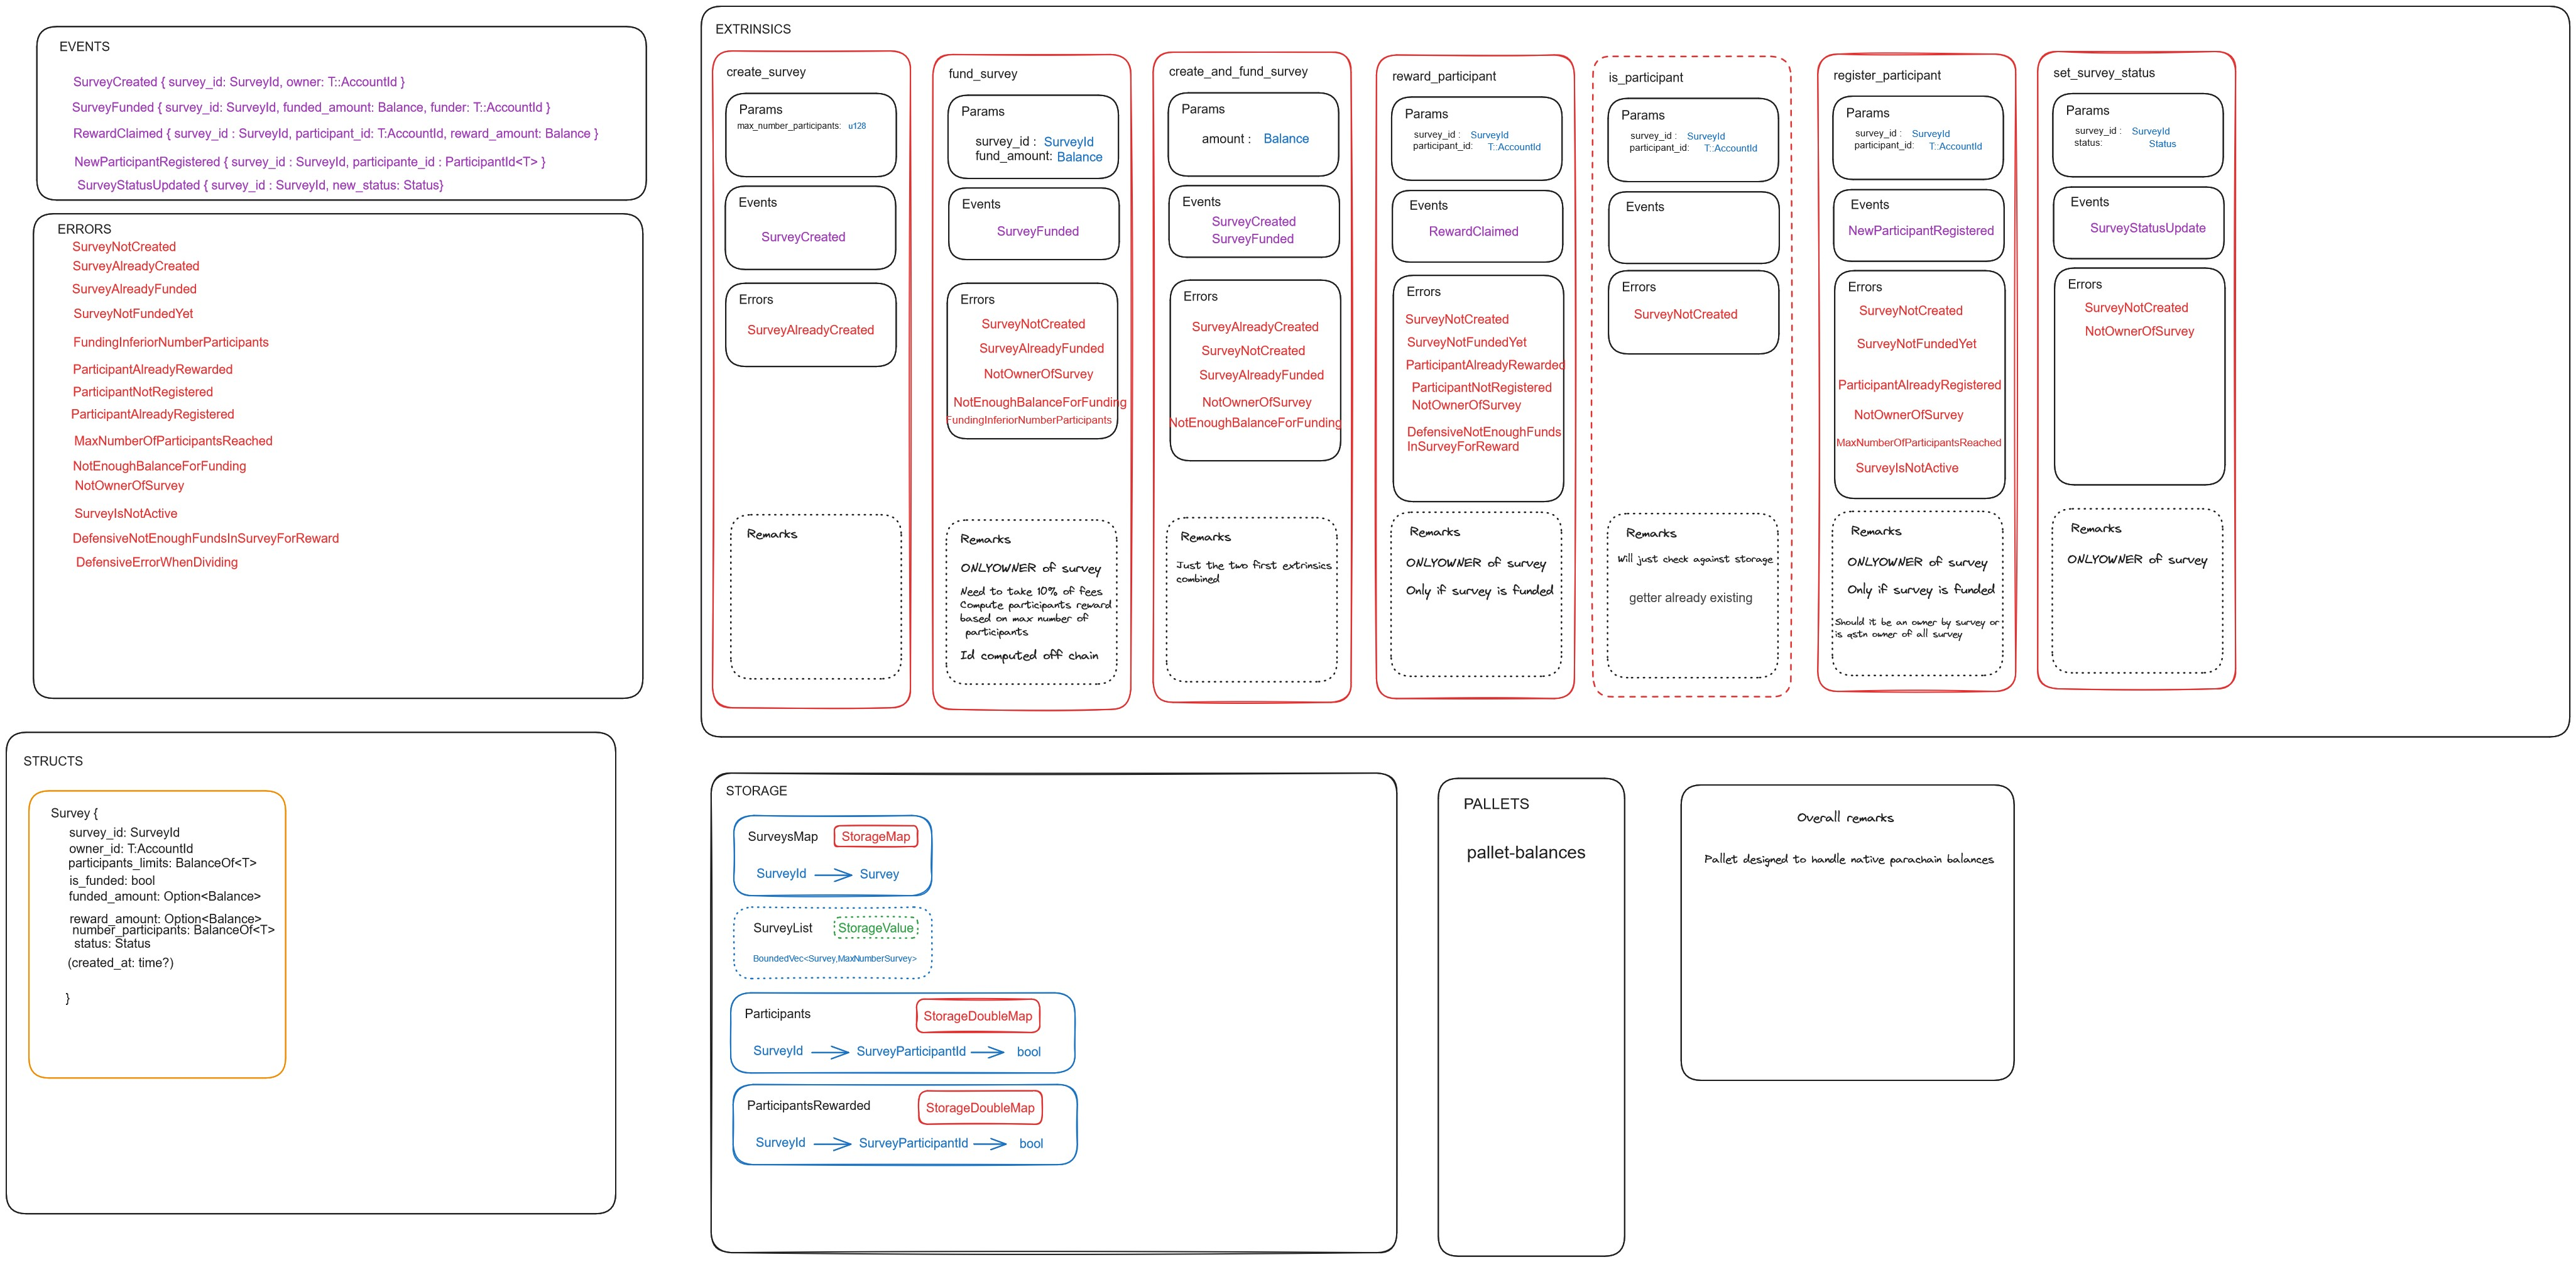 EVENTS
SurveyCreated { survey_id: SurveyId, owner: T::AccountId }
SurveyFunded { survey_id: SurveyId, funded_amount: Balance, funder: T::AccountId }
RewardClaimed { survey_id : SurveyId, participant_id: T:AccountId, reward_amount: Balance }
NewParticipantRegistered { survey_id : SurveyId, participante_id : ParticipantId<T> }
SurveyStatusUpdated { survey_id : SurveyId, new_status: Status}
ERRORS
SurveyNotCreated
SurveyAlreadyCreated
SurveyAlreadyFunded
SurveyNotFundedYet
FundingInferiorNumberParticipants
ParticipantAlreadyRewarded
ParticipantNotRegistered
ParticipantAlreadyRegistered
MaxNumberOfParticipantsReached
NotEnoughBalanceForFunding
NotOwnerOfSurvey
SurveyIsNotActive
DefensiveNotEnoughFundsInSurveyForReward
DefensiveErrorWhenDividing
STRUCTS
Survey {
survey_id: SurveyId
owner_id: T:AccountId
participants_limits: BalanceOf<T>
is_funded: bool
funded_amount: Option<Balance>
reward_amount: Option<Balance>
number_participants: BalanceOf<T>
status: Status
(created_at: time?)
}
EXTRINSICS
create_survey
Params
max_number_participants: u128
Events
SurveyCreated
Errors
SurveyAlreadyCreated
Remarks
fund_survey
Params
survey_id : SurveyId
fund_amount: Balance
Events
SurveyFunded
Errors
SurveyNotCreated
SurveyAlreadyFunded
NotOwnerOfSurvey
NotEnoughBalanceForFunding
FundingInferiorNumberParticipants
Remarks
ONLYOWNER of survey
Need to take 10% of fees
Compute participants reward
based on max number of
participants
Id computed off chain
create_and_fund_survey
Params
amount : Balance
Events
SurveyCreated
SurveyFunded
Errors
SurveyAlreadyCreated
SurveyNotCreated
SurveyAlreadyFunded
NotOwnerOfSurvey
NotEnoughBalanceForFunding
Remarks
Just the two first extrinsics
combined
reward_participant
Params
survey_id : SurveyId
participant_id: T::AccountId
Events
RewardClaimed
Errors
SurveyNotCreated
SurveyNotFundedYet
ParticipantAlreadyRewarded
ParticipantNotRegistered
NotOwnerOfSurvey
DefensiveNotEnoughFunds
InSurveyForReward
Remarks
ONLYOWNER of survey
Only if survey is funded
is_participant
Params
survey_id : SurveyId
participant_id: T::AccountId
Events
Errors
SurveyNotCreated
Remarks
Will just check against storage
getter already existing
register_participant
Params
survey_id : SurveyId
participant_id: T::AccountId
Events
NewParticipantRegistered
Errors
SurveyNotCreated
SurveyNotFundedYet
ParticipantAlreadyRegistered
NotOwnerOfSurvey
MaxNumberOfParticipantsReached
SurveyIsNotActive
Remarks
ONLYOWNER of survey
Only if survey is funded
Should it be an owner by survey or
is qstn owner of all survey
set_survey_status
Params
survey_id : SurveyId
status: Status
Events
SurveyStatusUpdate
Errors
SurveyNotCreated
NotOwnerOfSurvey
Remarks
ONLYOWNER of survey
STORAGE
SurveysMap StorageMap
SurveyId Survey
SurveyList StorageValue
BoundedVec<Survey,MaxNumberSurvey>
Participants StorageDoubleMap
SurveyId SurveyParticipantId bool
ParticipantsRewarded StorageDoubleMap
SurveyId SurveyParticipantId bool
PALLETS
pallet-balances
Overall remarks
Pallet designed to handle native parachain balances